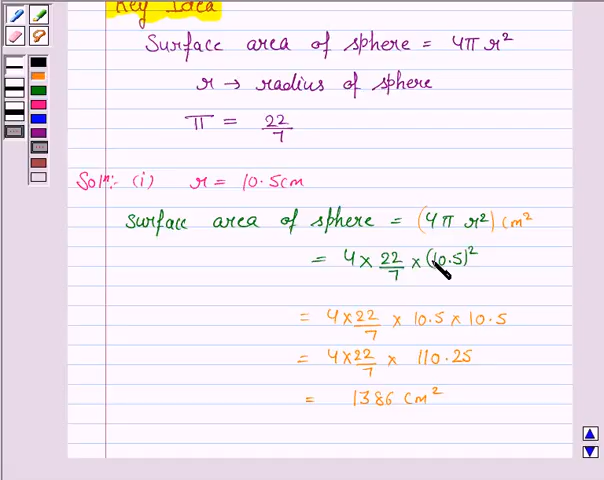 Key Idea
Surface area of sphere = 4πr²
r → radius of sphere
π = 22/7
Solⁿ:- (i) r = 10.5cm
Surface area of sphere = (4π r²) cm²
= 4 × 22/7 × (10.5)²
= 4 × 22/7 × 10.5 × 10.5
= 4 × 22/7 × 110.25
= 1386 cm²